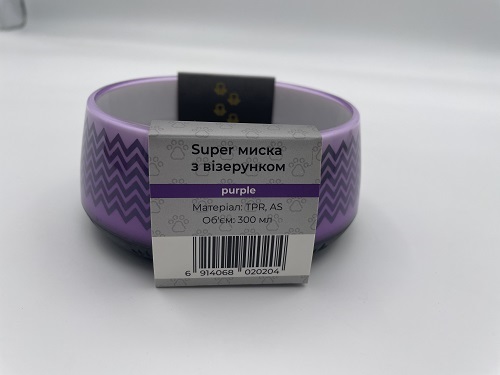 Super миска
з візерунком
purple
Матеріал: TPR, AS
Об'єм: 300 мл
6 914068 020204